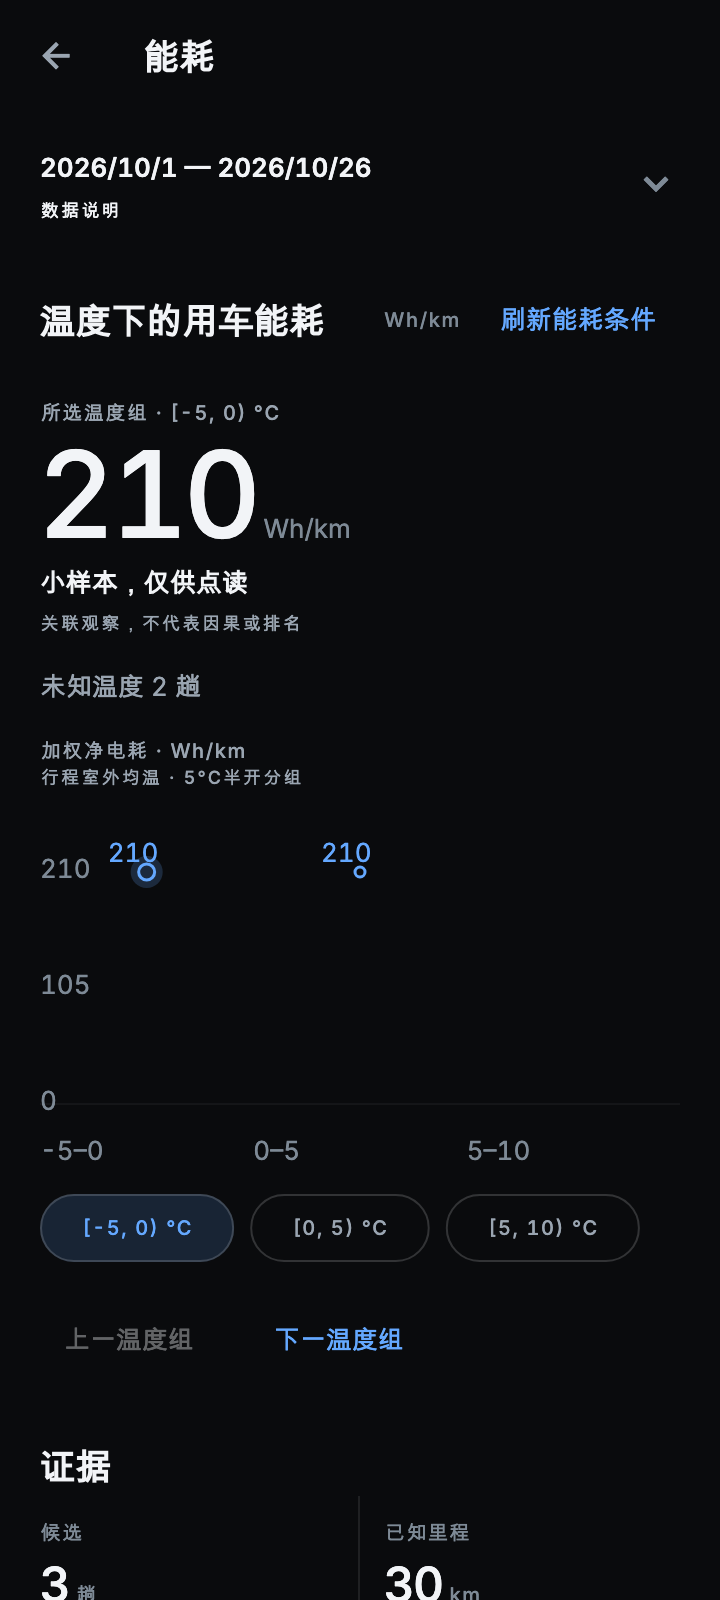 能耗
2026/10/1 — 2026/10/26
数据说明
温度下的用车能耗 Wh/km 刷新能耗条件
所选温度组 · [-5, 0) °C
210 Wh/km
小样本，仅供点读
关联观察，不代表因果或排名
未知温度 2 趟
加权净电耗 · Wh/km
行程室外均温 · 5°C半开分组
210 210 210
105
0
-5–0 0–5 5–10
[-5, 0) °C [0, 5) °C [5, 10) °C
上一温度组 下一温度组
证据
候选 已知里程
3 趟 30 km